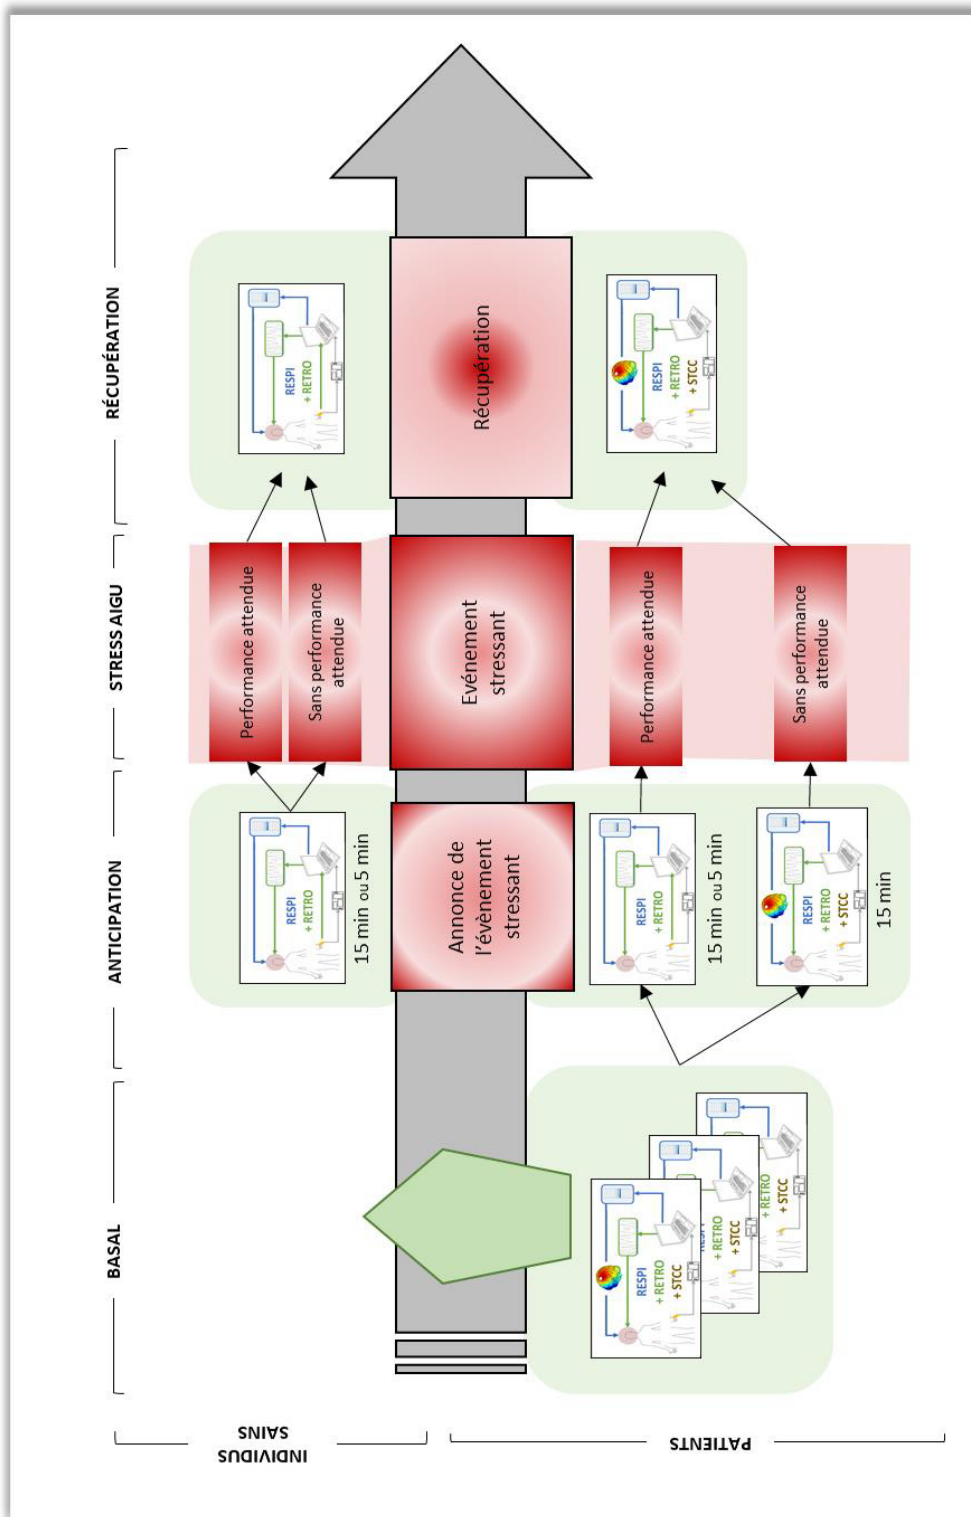 BASAL
ANTICIPATION
STRESS AIGU
RÉCUPÉRATION
INDIVIDUS
SAINS
RESPI
+ RETRO
15 min ou 5 min
Performance attendue
Sans performance
attendue
RESPI
+ RETRO
Annonce de
l'évènement
stressant
Evénement
stressant
Récupération
PATIENTS
RESPI
+ RETRO
+ STCC
RESPI
+ RETRO
+ STCC
+ RETRO
+ STCC
RESPI
+ RETRO
15 min ou 5 min
Performance attendue
RESPI
+ RETRO
+ STCC
RESPI
+ RETRO
+ STCC
15 min
Sans performance
attendue